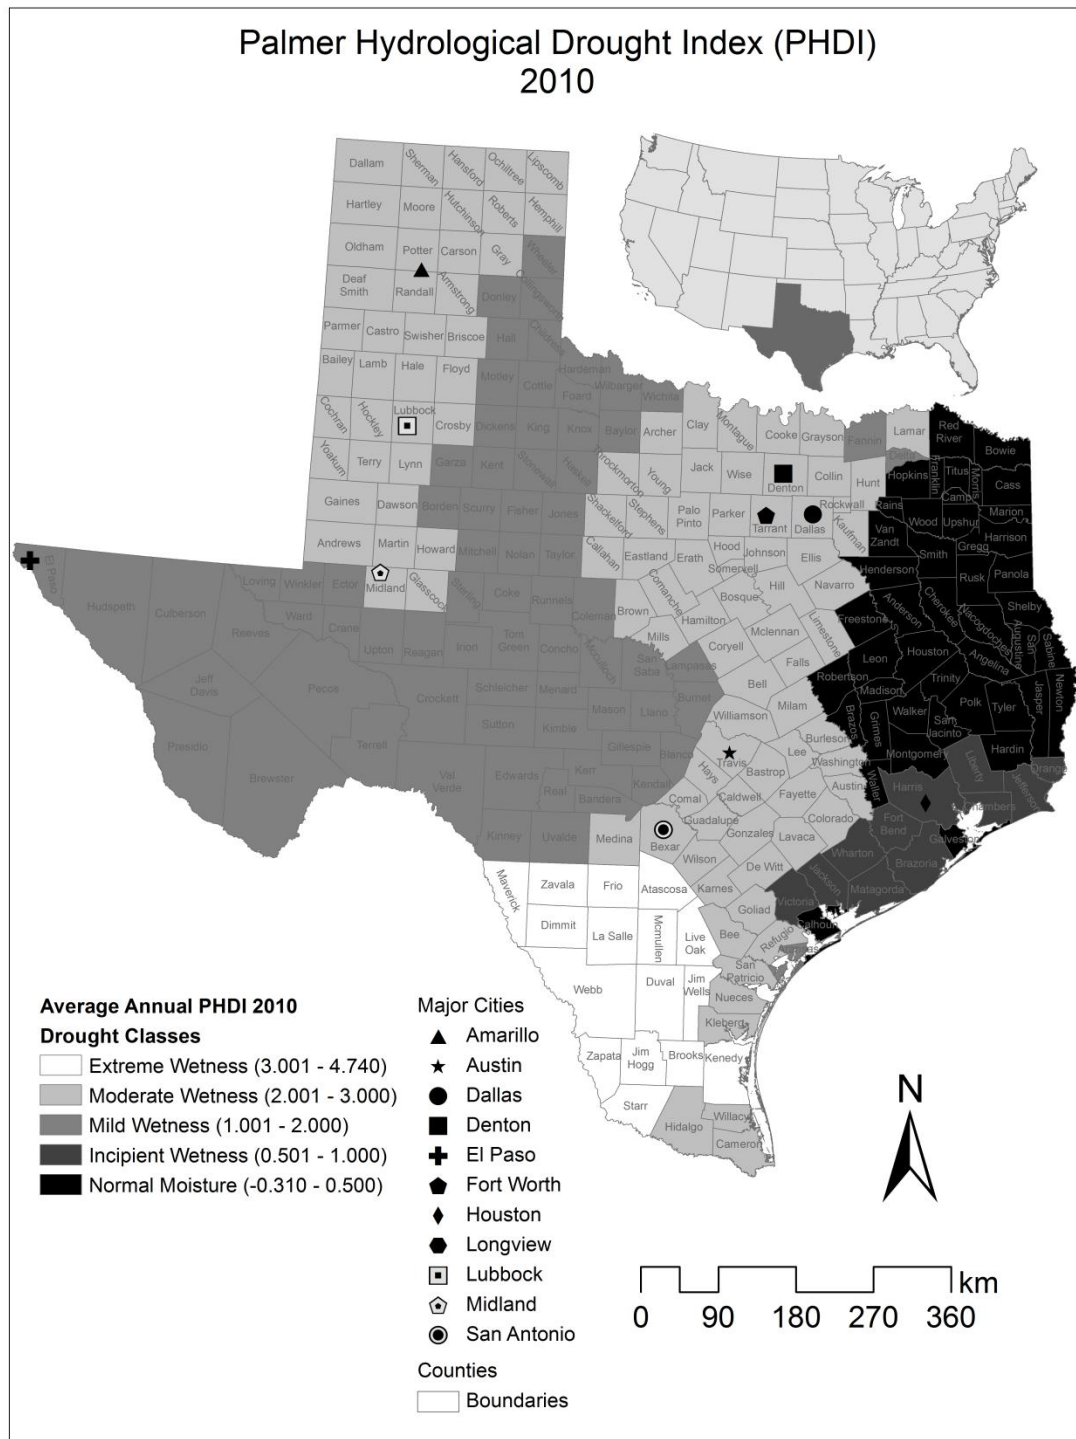 Palmer Hydrological Drought Index (PHDI)
2010
Dallam
Sherman
Hansford
Ochiltree
Lipscomb
Hartley
Moore
Hutchinson
Roberts
Hemphill
Oldham
Potter
Carson
Gray
Wheeler
Deaf
Smith
Randall
Armstrong
Donley
Collingsworth
Parmer
Castro
Swisher
Briscoe
Hall
Childress
Bailey
Lamb
Hale
Floyd
Motley
Cottle
Hardeman
Foard
Wilbarger
Wichita
Cochran
Hockley
Lubbock
Crosby
Dickens
King
Knox
Baylor
Archer
Clay
Montague
Cooke
Grayson
Fannin
Lamar
Red
River
Bowie
Yoakum
Terry
Lynn
Garza
Kent
Stonewall
Haskell
Throckmorton
Young
Jack
Wise
Denton
Collin
Hunt
Delta
Hopkins
Franklin
Titus
Camp
Morris
Cass
Marion
Gaines
Dawson
Borden
Scurry
Fisher
Jones
Shackelford
Stephens
Palo
Pinto
Parker
Tarrant
Dallas
Rockwall
Kaufman
Rains
Van
Zandt
Wood
Upshur
Gregg
Harrison
Andrews
Martin
Howard
Mitchell
Nolan
Taylor
Callahan
Eastland
Erath
Hood
Somervell
Johnson
Ellis
Navarro
Henderson
Smith
Rusk
Panola
El Paso
Hudspeth
Culberson
Loving
Winkler
Ector
Midland
Glasscock
Sterling
Coke
Runnels
Coleman
Brown
Comanche
Hamilton
Bosque
Hill
Limestone
Freestone
Anderson
Cherokee
Nacogdoches
Shelby
Reeves
Ward
Crane
Upton
Reagan
Irion
Tom
Green
Concho
Mcculloch
San
Saba
Mills
Lampasas
Coryell
Mclennan
Falls
Leon
Houston
Angelina
San
Augustine
Sabine
Newton
Jeff
Davis
Pecos
Crockett
Schleicher
Menard
Mason
Llano
Burnet
Bell
Milam
Robertson
Madison
Trinity
Polk
Tyler
Jasper
Presidio
Brewster
Terrell
Val
Verde
Sutton
Kimble
Gillespie
Blanco
Williamson
Travis
Burleson
Brazos
Grimes
Walker
San
Jacinto
Hardin
Edwards
Real
Kerr
Kendall
Bandera
Hays
Bastrop
Lee
Washington
Waller
Montgomery
Liberty
Orange
Jefferson
Kinney
Uvalde
Medina
Bexar
Comal
Guadalupe
Caldwell
Fayette
Austin
Colorado
Harris
Chambers
Fort
Bend
Galveston
Brazoria
Maverick
Zavala
Frio
Atascosa
Wilson
Gonzales
Lavaca
Karnes
De Witt
Wharton
Jackson
Matagorda
Dimmit
La Salle
Mcmullen
Live
Oak
Bee
Goliad
Victoria
Calhoun
Refugio
Aransas
Webb
Duval
Jim
Wells
San
Patricio
Nueces
Kleberg
Zapata
Jim
Hogg
Brooks
Kenedy
Starr
Hidalgo
Willacy
Cameron
Average Annual PHDI 2010
Drought Classes
Extreme Wetness (3.001 - 4.740)
Moderate Wetness (2.001 - 3.000)
Mild Wetness (1.001 - 2.000)
Incipient Wetness (0.501 - 1.000)
Normal Moisture (-0.310 - 0.500)
Major Cities
Amarillo
Austin
Dallas
Denton
El Paso
Fort Worth
Houston
Longview
Lubbock
Midland
San Antonio
Counties
Boundaries
N
km
0 90 180 270 360